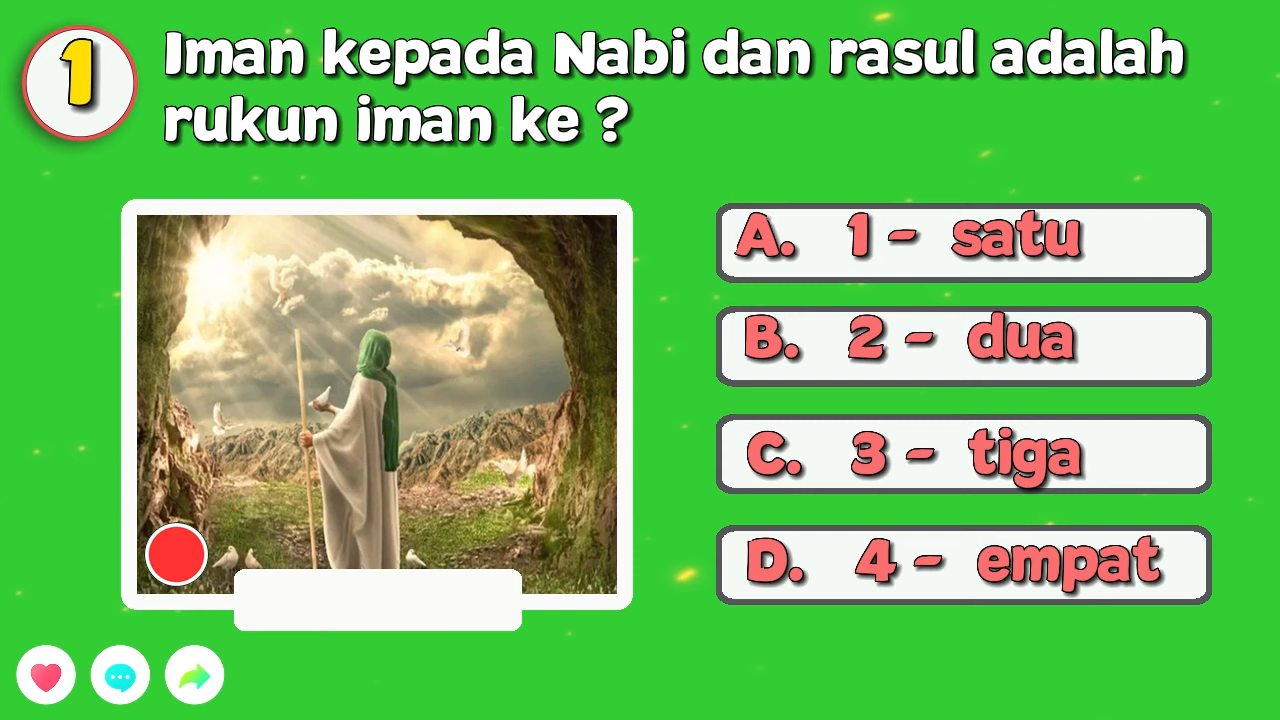 1
Iman kepada Nabi dan rasul adalah
rukun iman ke ?
A. 1 - satu
B. 2 - dua
C. 3 - tiga
D. 4 - empat